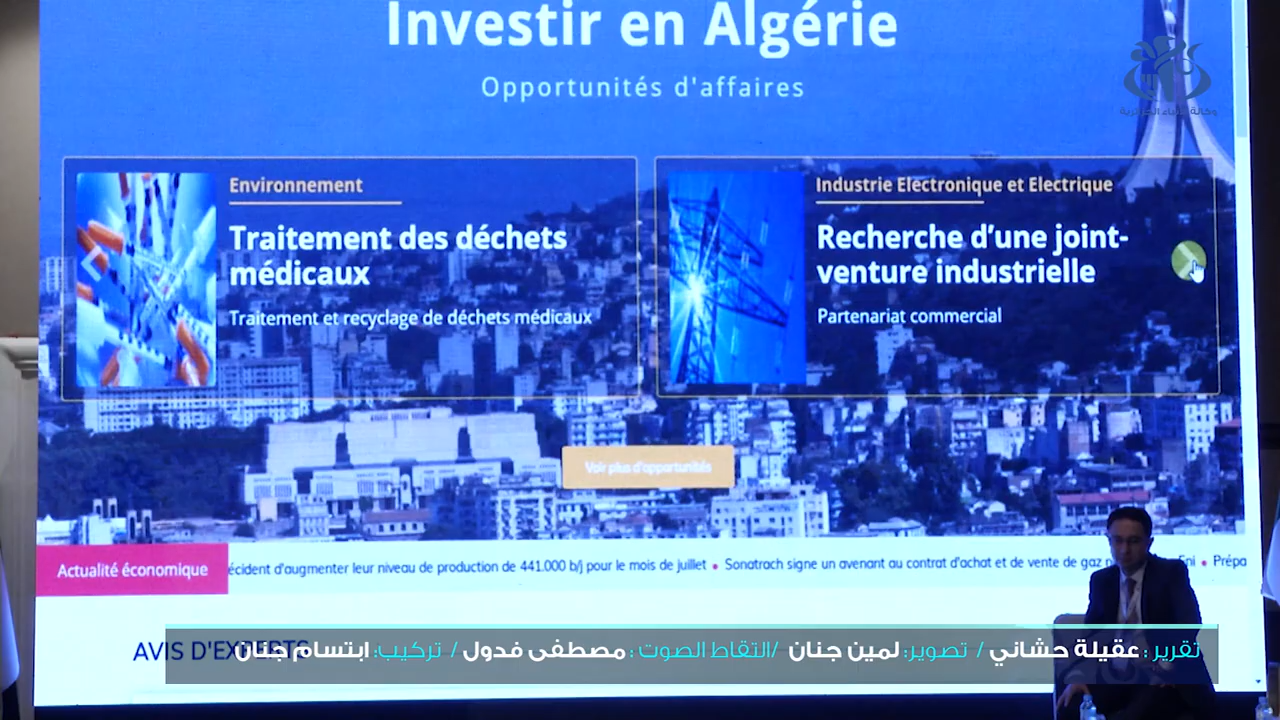 Investir en Algérie
Opportunités d'affaires
وكالة الأنباء الجزائرية
Environnement
Traitement des déchets
médicaux
Traitement et recyclage de déchets médicaux
Industrie Electronique et Electrique
Recherche d'une joint-
venture industrielle
Partenariat commercial
Voir plus d'opportunités
Actualité économique
écident d'augmenter leur niveau de production de 441.000 b/j pour le mois de juillet • Sonatrach signe un avenant au contrat d'achat et de vente de gaz Eni • Prépa
AVIS D'EXPERTS
تقرير : عقيلة حشاني / تصوير: لمين جنان /التقاط الصوت : مصطفى فدول / تركيب: ابتسام جنان